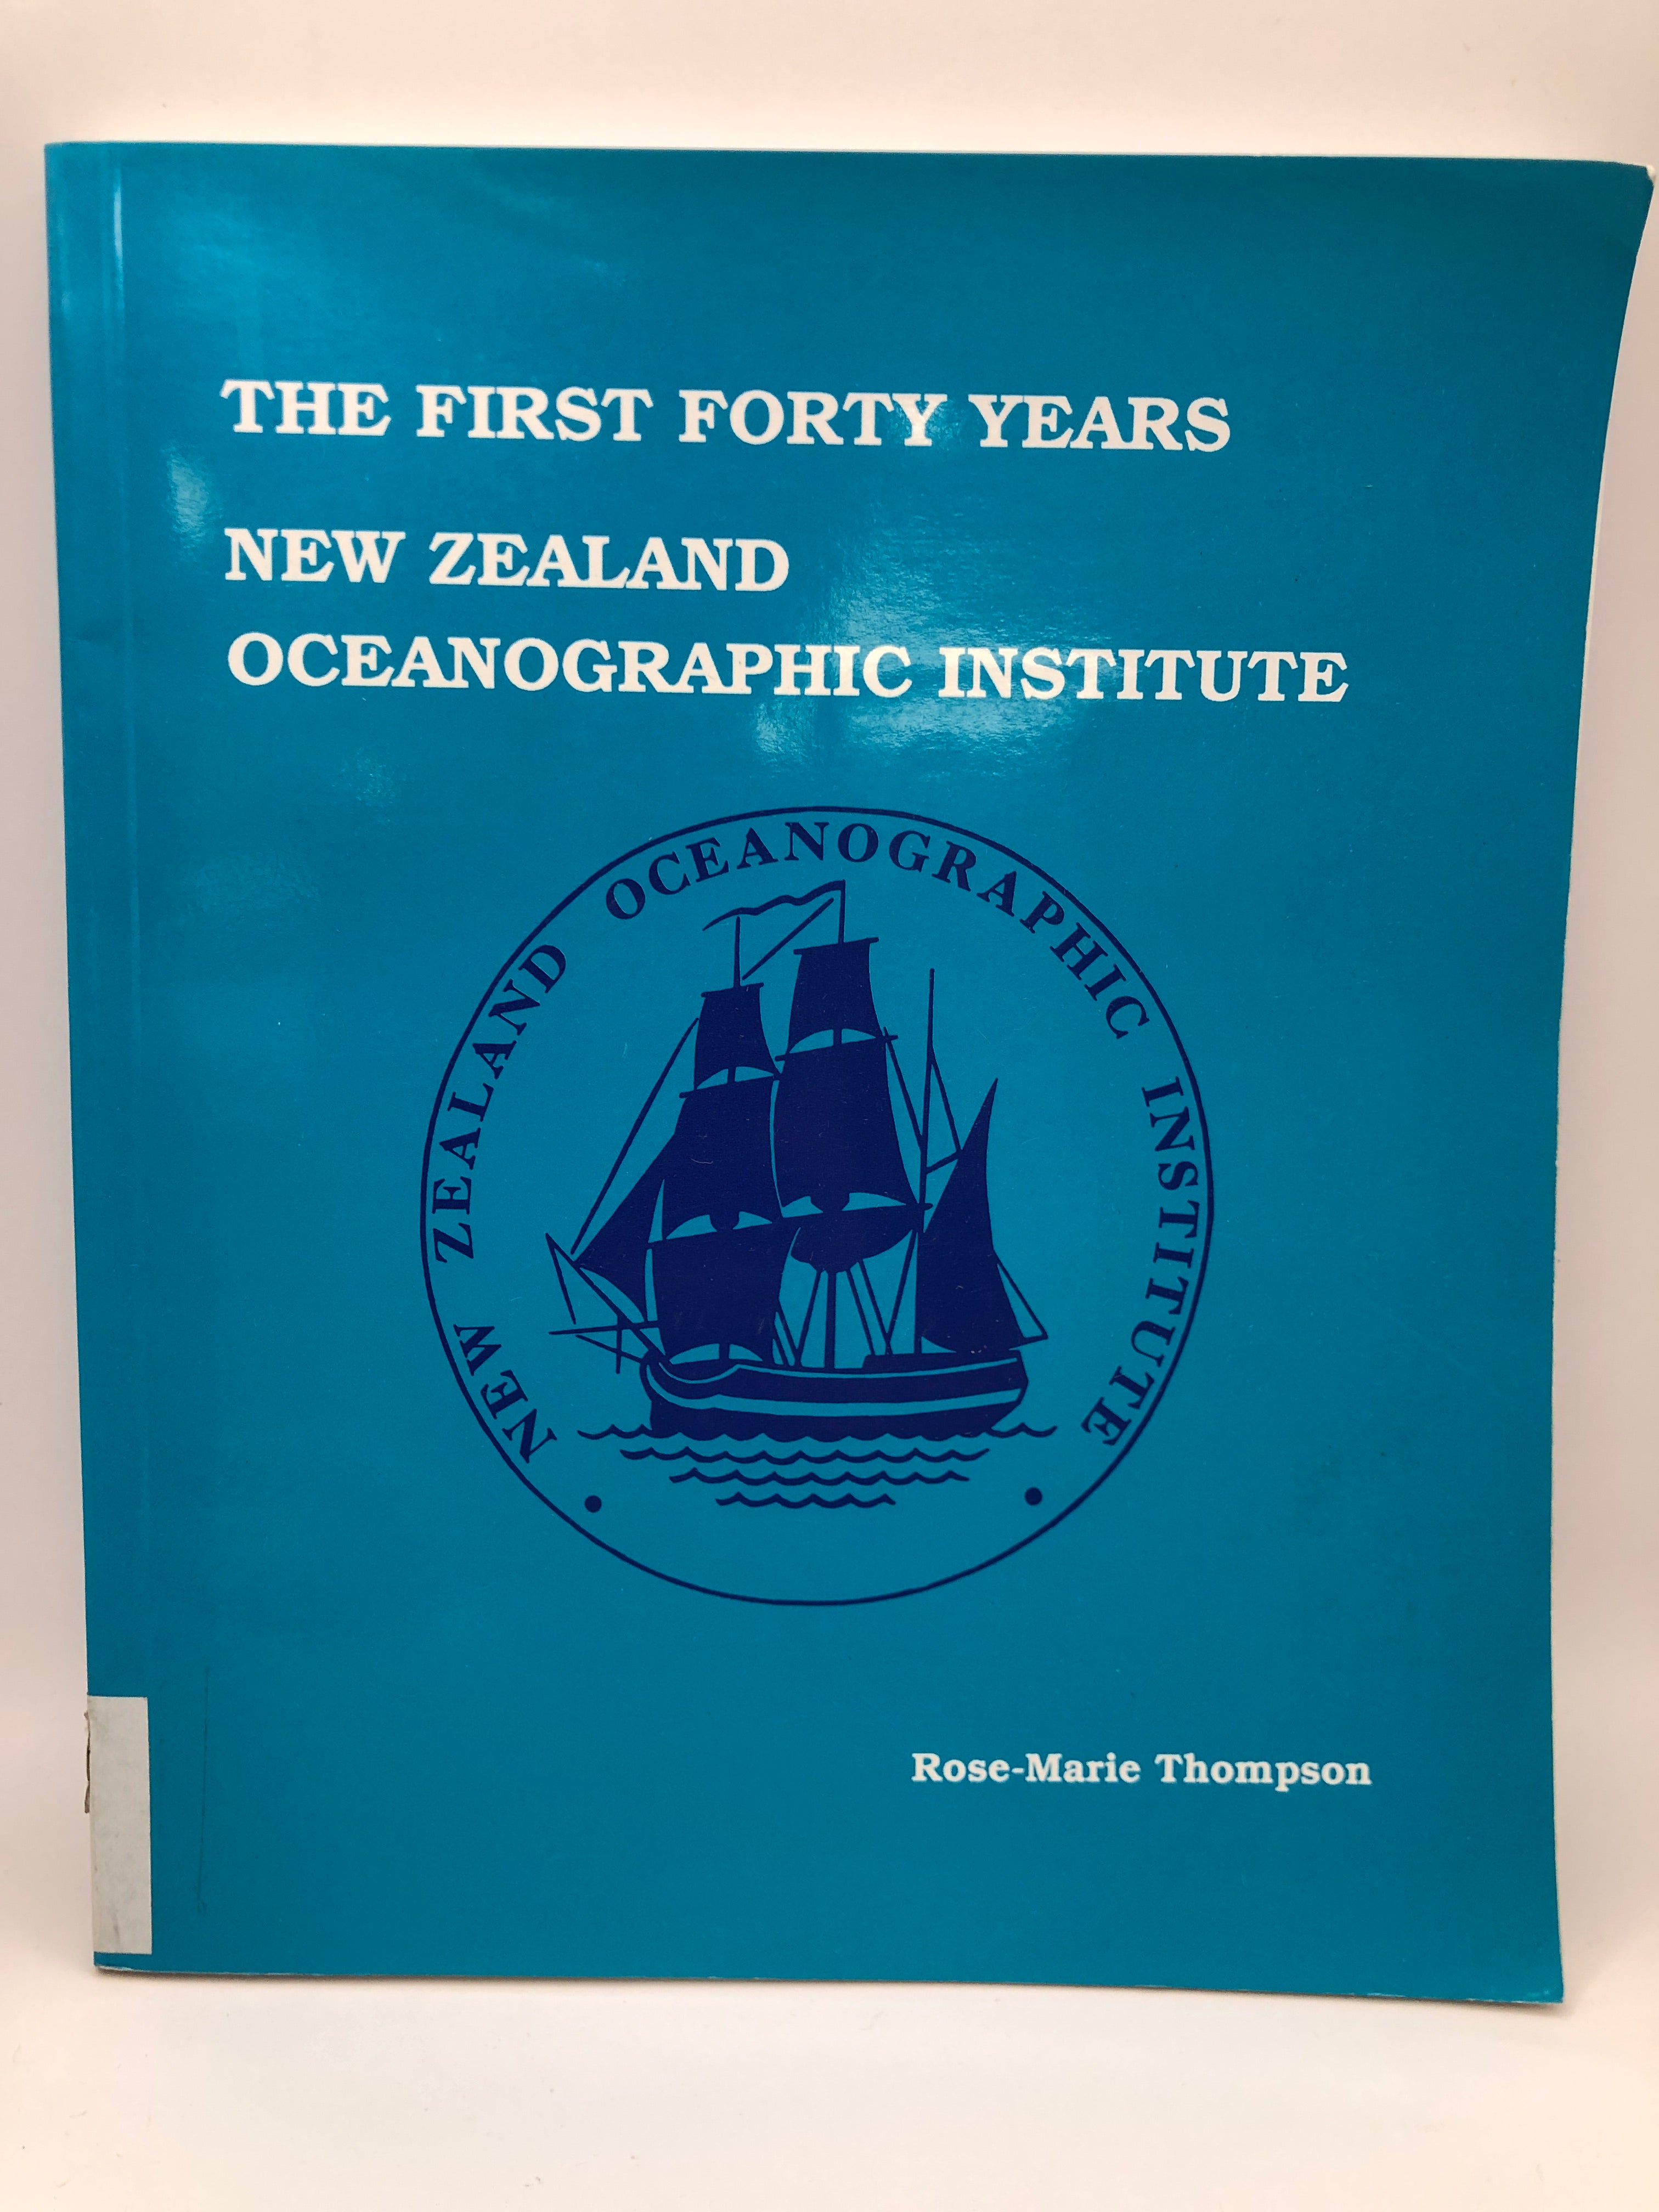 THE FIRST FORTY YEARS
NEW ZEALAND
OCEANOGRAPHIC INSTITUTE
NEW ZEALAND OCEANOGRAPHIC INSTITUTE
Rose-Marie Thompson